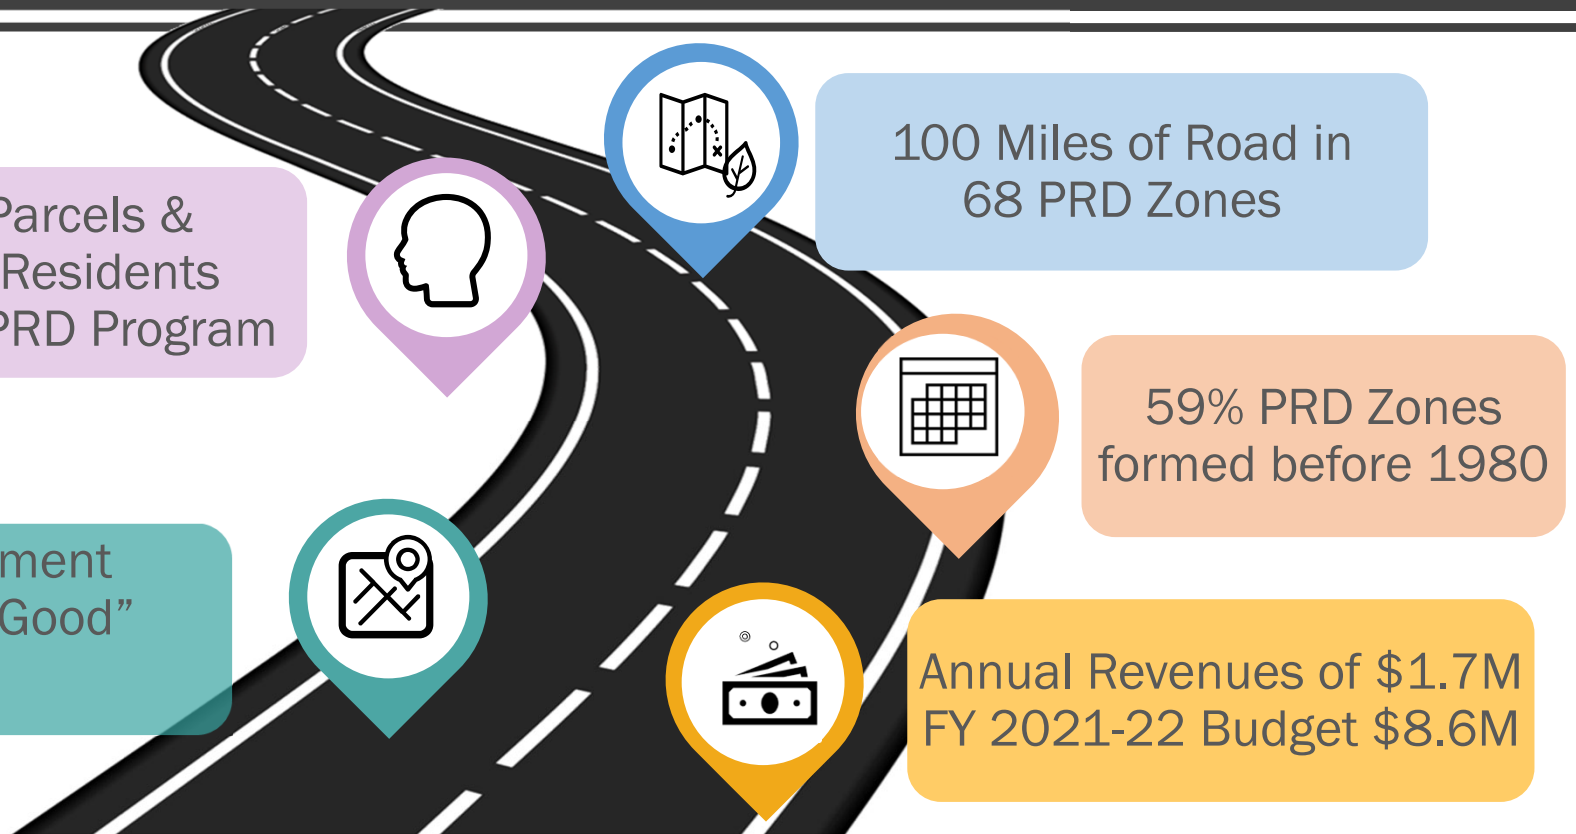 100 Miles of Road in
68 PRD Zones
Parcels &
Residents
PRD Program
59% PRD Zones
formed before 1980
ment
Good”
Annual Revenues of $1.7M
FY 2021-22 Budget $8.6M